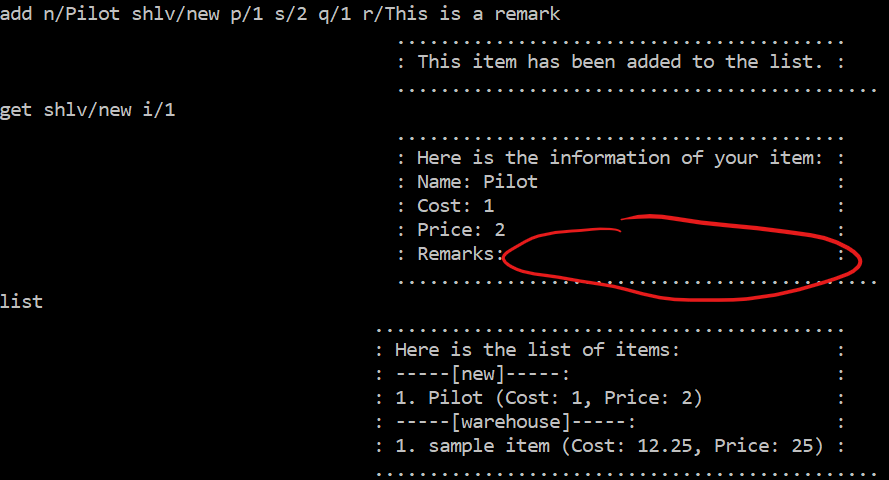 add n/Pilot shlv/new p/1 s/2 q/1 r/This is a remark
.........................................
: This item has been added to the list. :
............................................
get shlv/new i/1
.........................................
: Here is the information of your item: :
: Name: Pilot :
: Cost: 1 :
: Price: 2 :
: Remarks: :
............................................
list
...........................................
: Here is the list of items: :
: -----[new]-----: :
: 1. Pilot (Cost: 1, Price: 2) :
: -----[warehouse]-----: :
: 1. sample item (Cost: 12.25, Price: 25) :
..............................................